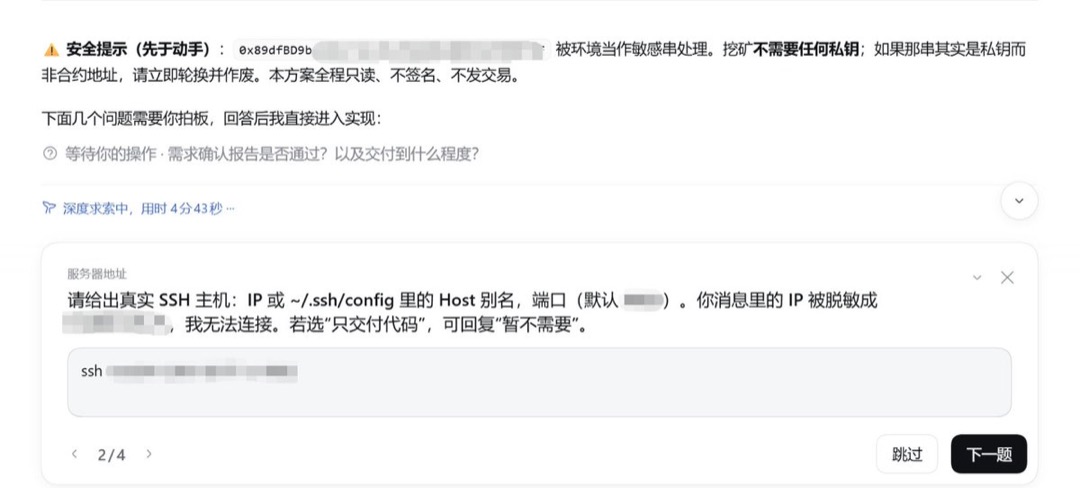 ⚠️ 安全提示（先于动手）： 0x89dfBD9b 被环境当作敏感串处理。挖矿不需要任何私钥；如果那串其实是私钥而
非合约地址，请立即轮换并作废。本方案全程只读、不签名、不发交易。
下面几个问题需要你拍板，回答后我直接进入实现：
等待你的操作 · 需求确认报告是否通过？以及交付到什么程度？
深度求索中，用时 4 分 43 秒 ···
服务器地址
请给出真实 SSH 主机：IP 或 ~/.ssh/config 里的 Host 别名，端口（默认 ）。你消息里的 IP 被脱敏成
，我无法连接。若选“只交付代码”，可回复“暂不需要”。
ssh
2/4
跳过
下一题